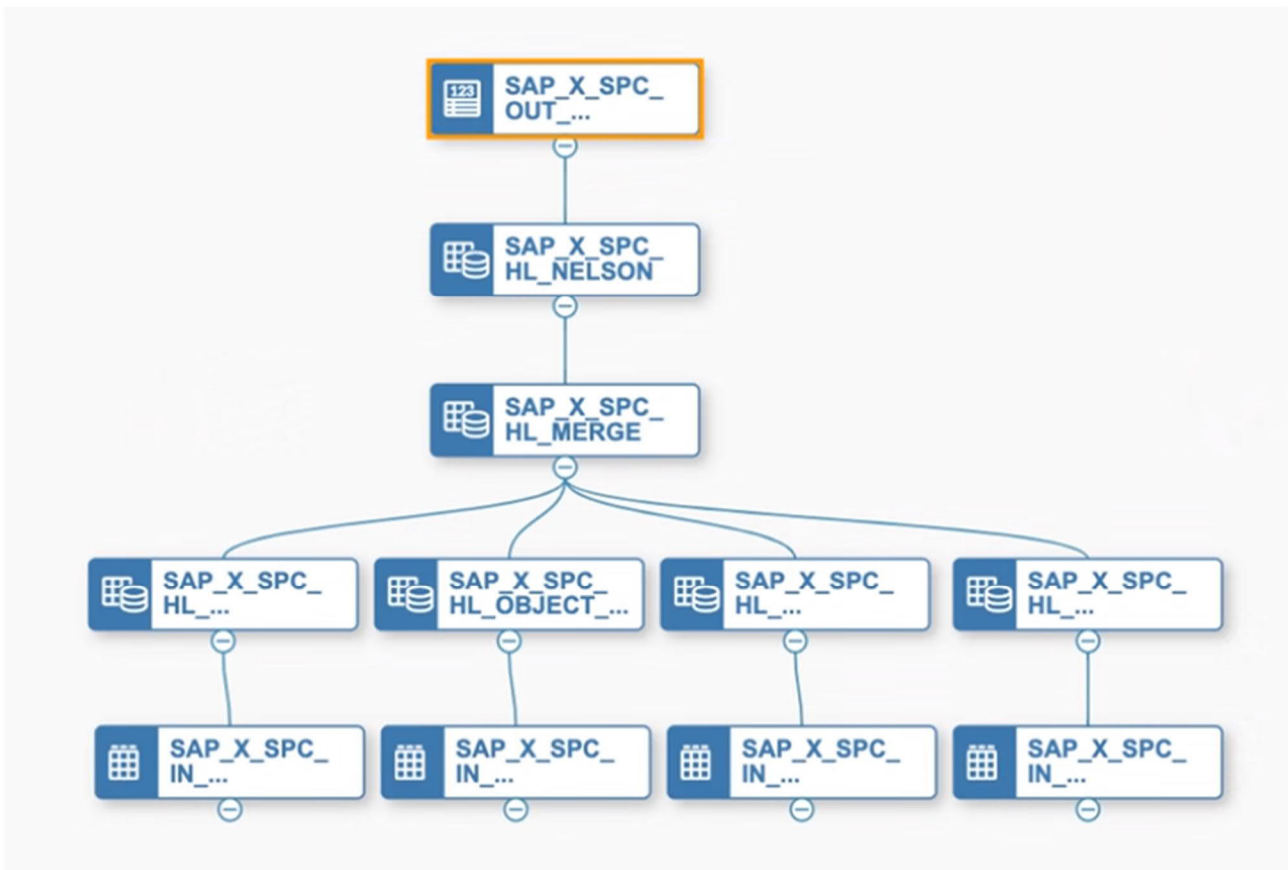 123
SAP_X_SPC_
OUT_...
SAP_X_SPC_
HL_NELSON
SAP_X_SPC_
HL_MERGE
SAP_X_SPC_
HL_...
SAP_X_SPC_
HL_OBJECT_...
SAP_X_SPC_
HL_...
SAP_X_SPC_
HL_...
SAP_X_SPC_
IN_...
SAP_X_SPC_
IN_...
SAP_X_SPC_
IN_...
SAP_X_SPC_
IN_...